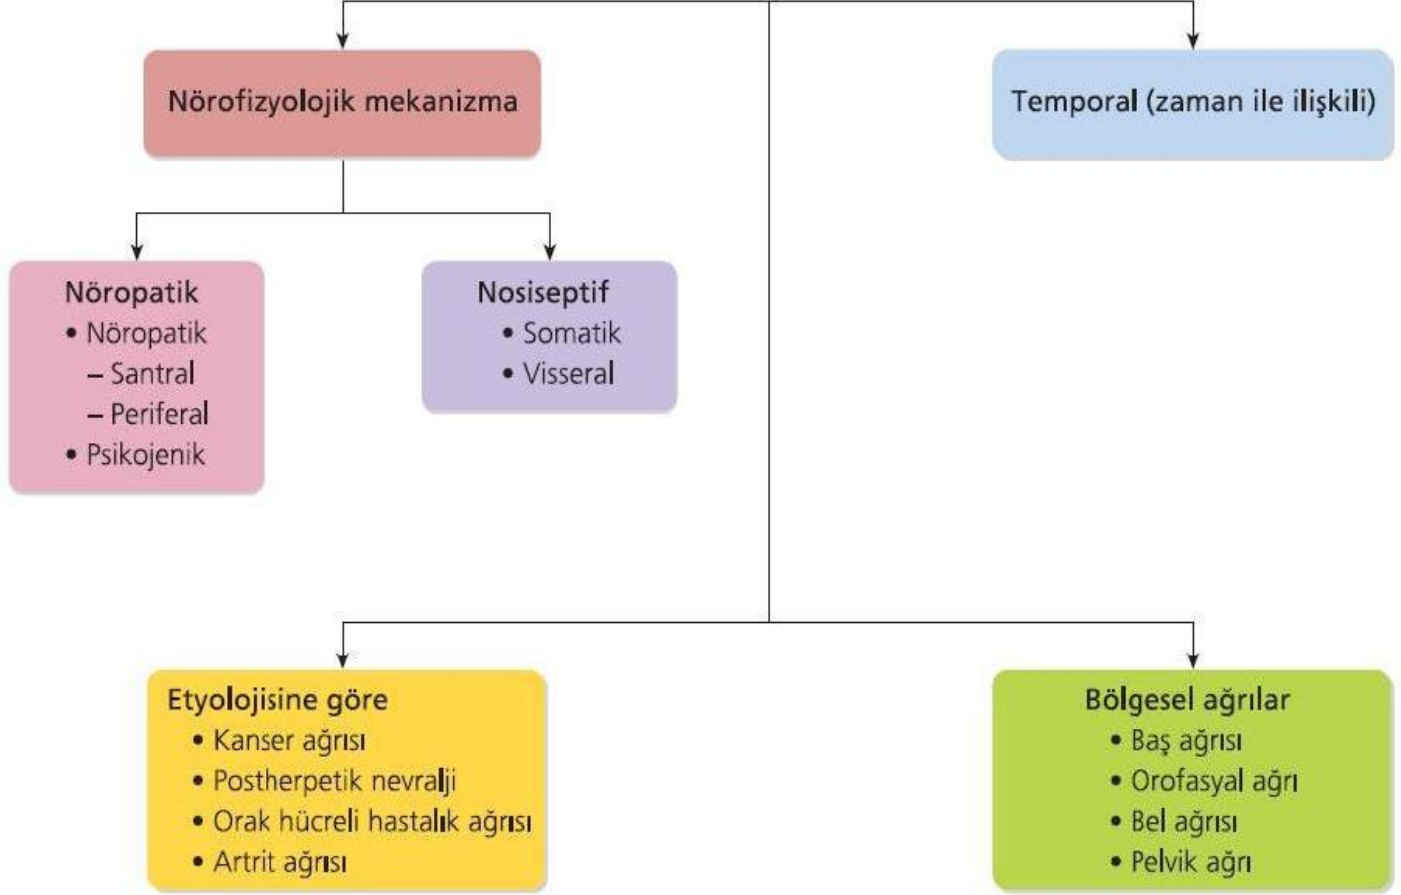 Nörofizyolojik mekanizma
Temporal (zaman ile ilişkili)
Nöropatik
• Nöropatik
– Santral
– Periferal
• Psikojenik
Nosiseptif
• Somatik
• Visseral
Etyolojisine göre
• Kanser ağrısı
• Postherpetik nevralji
• Orak hücreli hastalık ağrısı
• Artrit ağrısı
Bölgesel ağrılar
• Baş ağrısı
• Orofasyal ağrı
• Bel ağrısı
• Pelvik ağrı